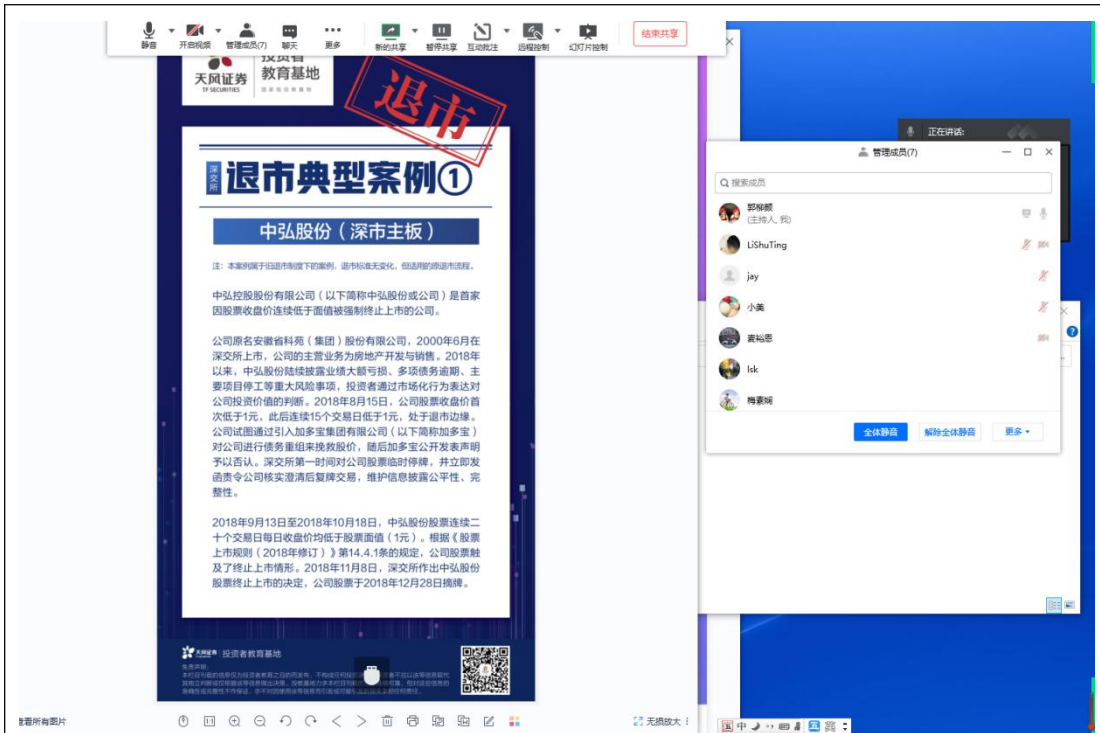 静音
开启视频
管理成员(7)
聊天
更多
新的共享
暂停共享
互动批注
远程控制
幻灯片控制
结束共享
天风证券
TF SECURITIES
投资者
教育基地
退市
深交所
退市典型案例①
中弘股份（深市主板）
注：本案例属于旧退市制度下的案例，退市标准无变化，但适用的原退市流程。
中弘控股股份有限公司（以下简称中弘股份或公司）是首家
因股票收盘价连续低于面值被强制终止上市的公司。
公司原名安徽省科苑（集团）股份有限公司，2000年6月在
深交所上市，公司的主营业务为房地产开发与销售。2018年
以来，中弘股份陆续披露业绩大额亏损、多项债务逾期、主
要项目停工等重大风险事项，投资者通过市场化行为表达对
公司投资价值的判断。2018年8月15日，公司股票收盘价首
次低于1元，此后连续15个交易日低于1元，处于退市边缘。
公司试图通过引入加多宝集团有限公司（以下简称加多宝）
对公司进行债务重组来挽救股价，随后加多宝公开发表声明
予以否认。深交所第一时间对公司股票临时停牌，并立即发
函责令公司核实澄清后复牌交易，维护信息披露公平性、完
整性。
2018年9月13日至2018年10月18日，中弘股份股票连续二
十个交易日每日收盘价均低于股票面值（1元）。根据《股票
上市规则（2018年修订）》第14.4.1条的规定，公司股票触
及了终止上市情形。2018年11月8日，深交所作出中弘股份
股票终止上市的决定，公司股票于2018年12月28日摘牌。
天风证券 投资者教育基地
免责声明：
查看所有图片
1:1
无损放大
正在讲话:
管理成员(7)
搜索成员
郭柳颜
(主持人, 我)
LiShuTing
jay
小美
麦裕恩
lsk
梅素娴
全体静音
解除全体静音
更多
五 中